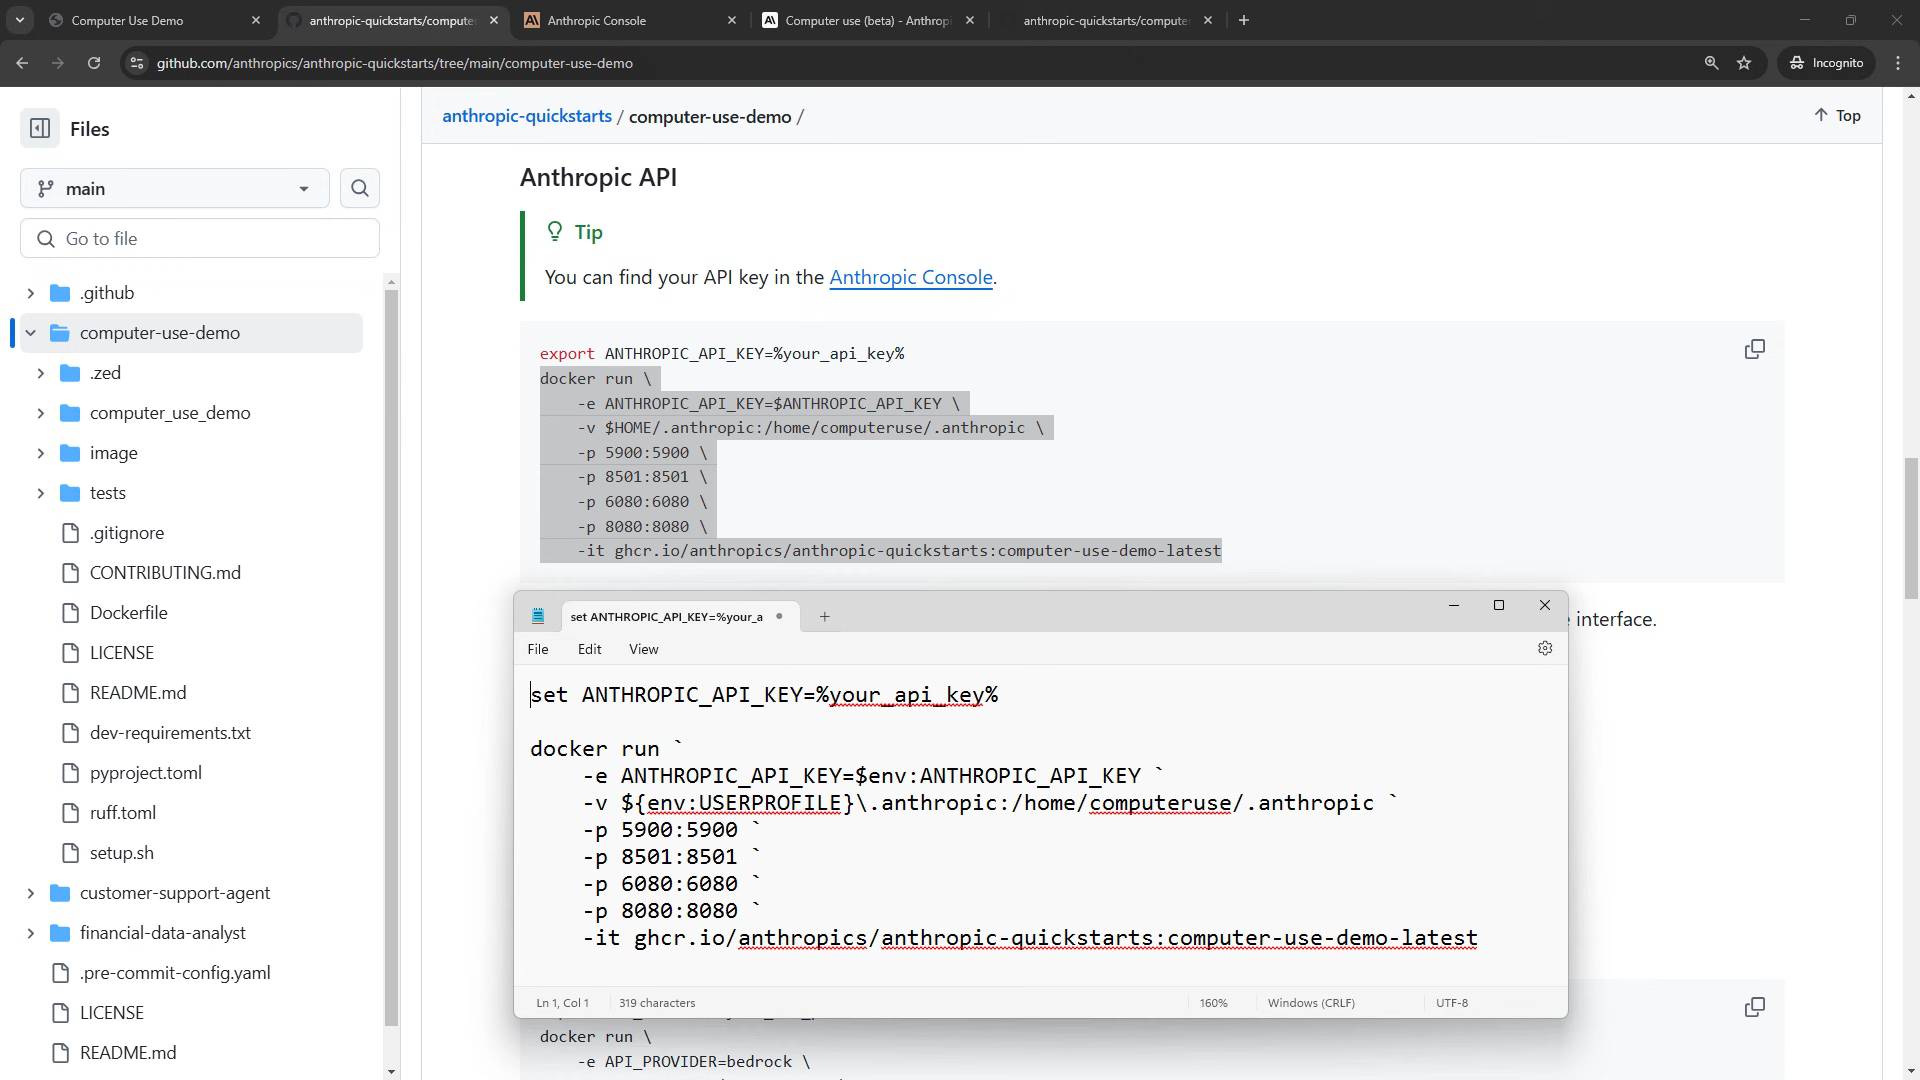 Computer Use Demo
anthropic-quickstarts/compute
Anthropic Console
Computer use (beta) - Anthropi
anthropic-quickstarts/compute
github.com/anthropics/anthropic-quickstarts/tree/main/computer-use-demo
Incognito
Files
main
Go to file
.github
computer-use-demo
.zed
computer_use_demo
image
tests
.gitignore
CONTRIBUTING.md
Dockerfile
LICENSE
README.md
dev-requirements.txt
pyproject.toml
ruff.toml
setup.sh
customer-support-agent
financial-data-analyst
.pre-commit-config.yaml
LICENSE
README.md
anthropic-quickstarts / computer-use-demo /
Top
Anthropic API
Tip
You can find your API key in the Anthropic Console.
export ANTHROPIC_API_KEY=%your_api_key%
docker run \
-e ANTHROPIC_API_KEY=$ANTHROPIC_API_KEY \
-v $HOME/.anthropic:/home/computeruse/.anthropic \
-p 5900:5900 \
-p 8501:8501 \
-p 6080:6080 \
-p 8080:8080 \
-it ghcr.io/anthropics/anthropic-quickstarts:computer-use-demo-latest
interface.
set ANTHROPIC_API_KEY=%your_a
File Edit View
set ANTHROPIC_API_KEY=%your_api_key%
docker run `
-e ANTHROPIC_API_KEY=$env:ANTHROPIC_API_KEY `
-v ${env:USERPROFILE}\.anthropic:/home/computeruse/.anthropic `
-p 5900:5900 `
-p 8501:8501 `
-p 6080:6080 `
-p 8080:8080 `
-it ghcr.io/anthropics/anthropic-quickstarts:computer-use-demo-latest
Ln 1, Col 1 319 characters 160% Windows (CRLF) UTF-8
docker run \
-e API_PROVIDER=bedrock \